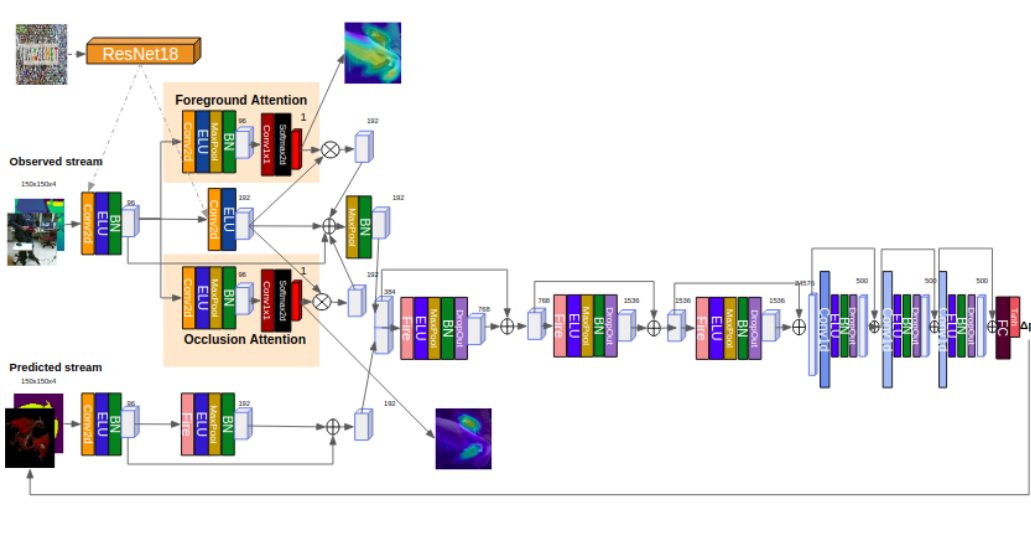 ResNet18
Foreground Attention
Conv2d
ELU
MaxPool
BN
96
Conv1x1
Softmax2d
1
192
Observed stream
150x150x4
Conv2d
ELU
BN
96
Conv2d
ELU
192
MaxPool
BN
192
Conv2d
ELU
MaxPool
BN
96
Conv1x1
Softmax2d
1
192
Occlusion Attention
384
Fire
ELU
MaxPool
BN
DropOut
768
768
Fire
ELU
MaxPool
BN
DropOut
1536
1536
Fire
ELU
MaxPool
BN
DropOut
1536
Conv1d
ELU
BN
DropOut
500
Conv1d
ELU
BN
DropOut
500
Conv1d
ELU
BN
DropOut
500
FC
Tanh
Predicted stream
150x150x4
Conv2d
ELU
BN
96
Fire
ELU
MaxPool
BN
192
192